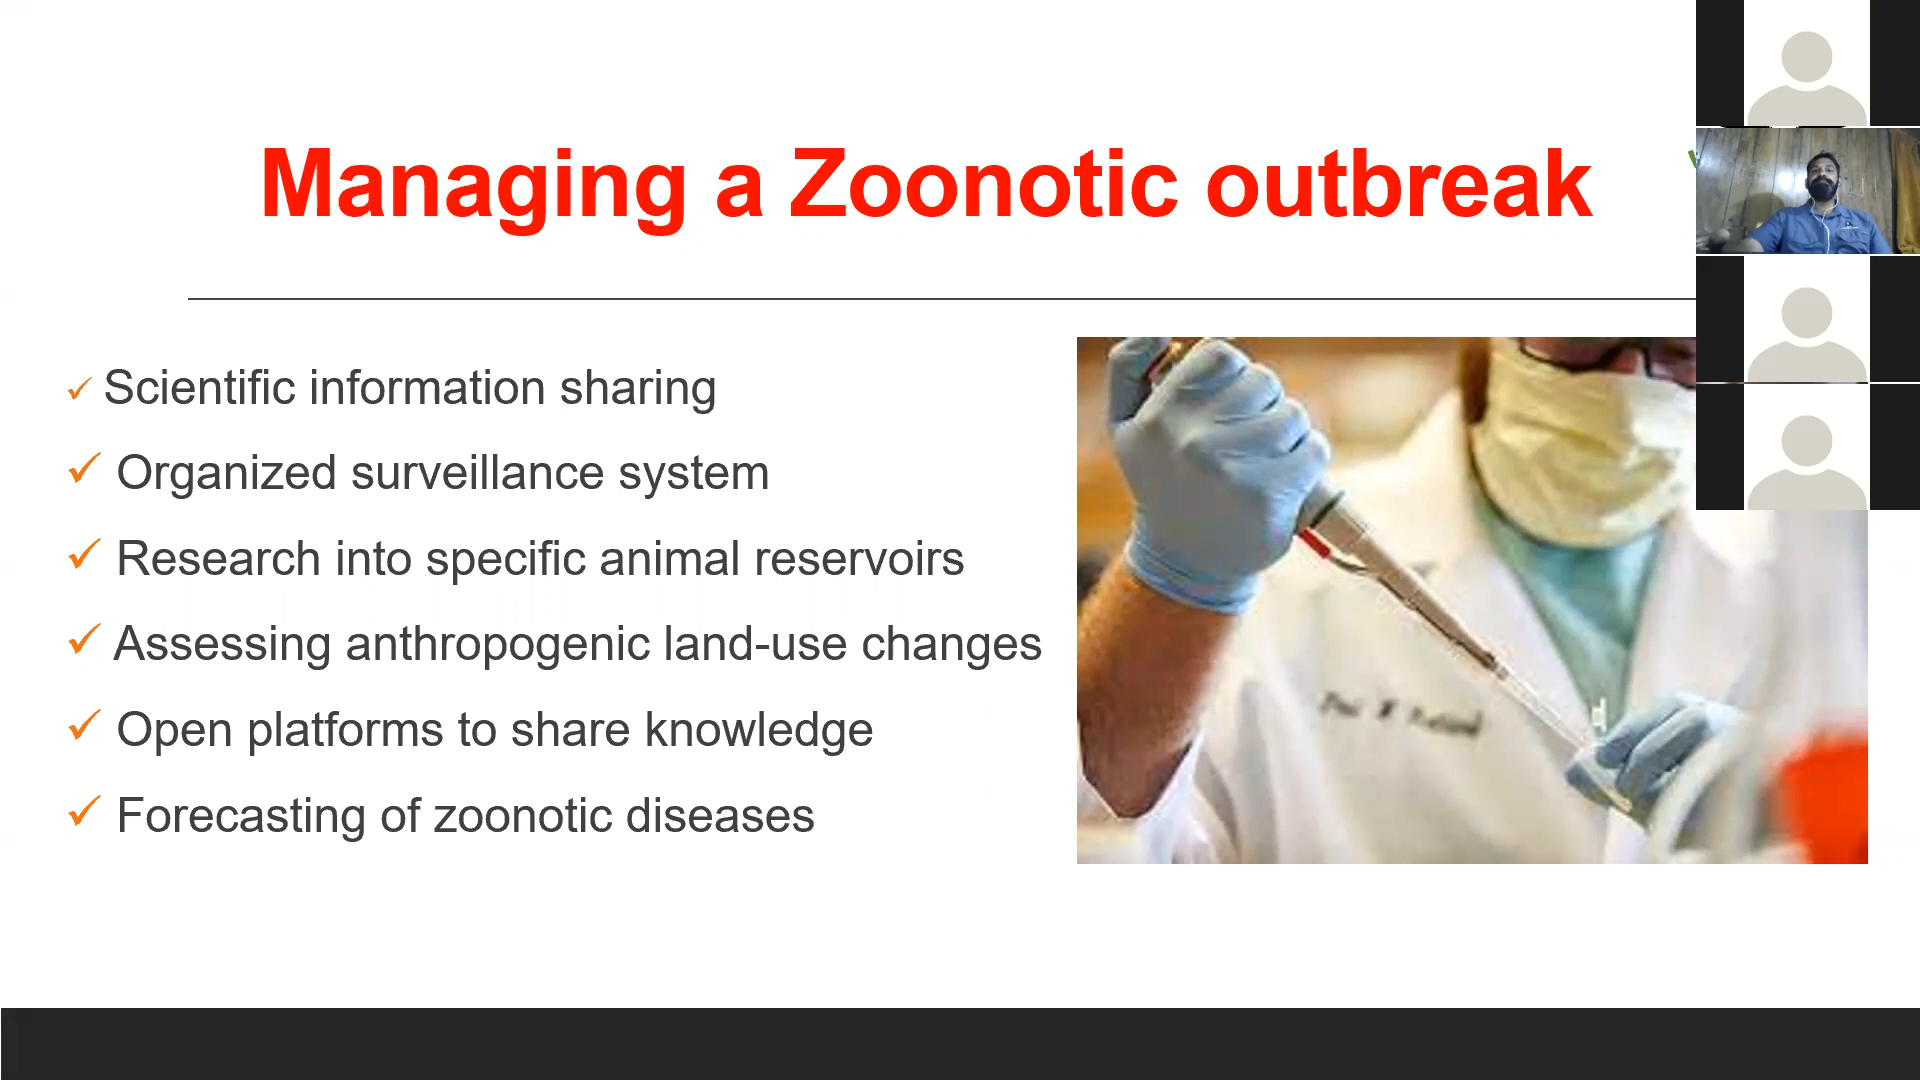 Managing a Zoonotic outbreak
✓ Scientific information sharing
✓ Organized surveillance system
✓ Research into specific animal reservoirs
✓ Assessing anthropogenic land-use changes
✓ Open platforms to share knowledge
✓ Forecasting of zoonotic diseases